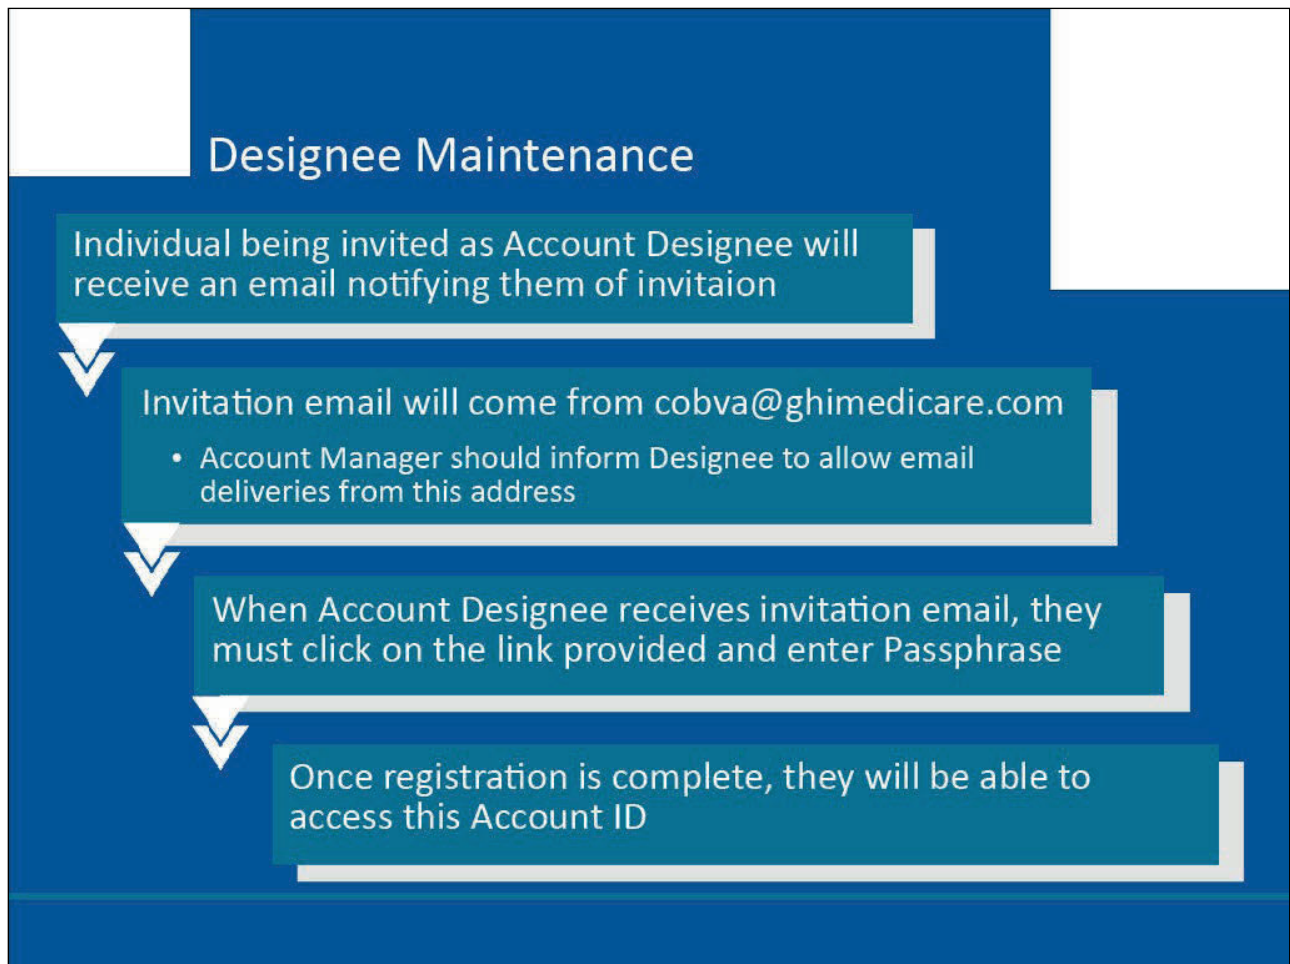 Designee Maintenance
Individual being invited as Account Designee will
receive an email notifying them of invitaion
Invitation email will come from cobva@ghimedicare.com
• Account Manager should inform Designee to allow email
deliveries from this address
When Account Designee receives invitation email, they
must click on the link provided and enter Passphrase
Once registration is complete, they will be able to
access this Account ID